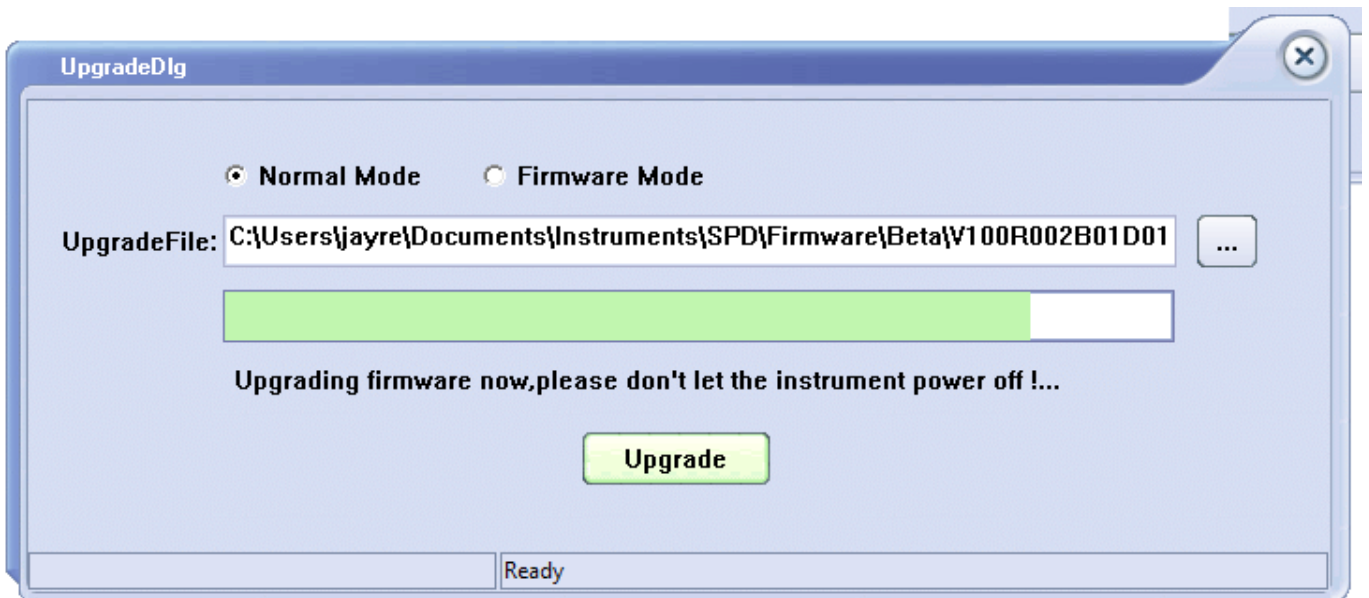 UpgradeDlg
Normal Mode Firmware Mode
UpgradeFile: C:\Users\jayre\Documents\Instruments\SPD\Firmware\Beta\V100R002B01D01 ...
Upgrading firmware now,please don't let the instrument power off !...
Upgrade
Ready